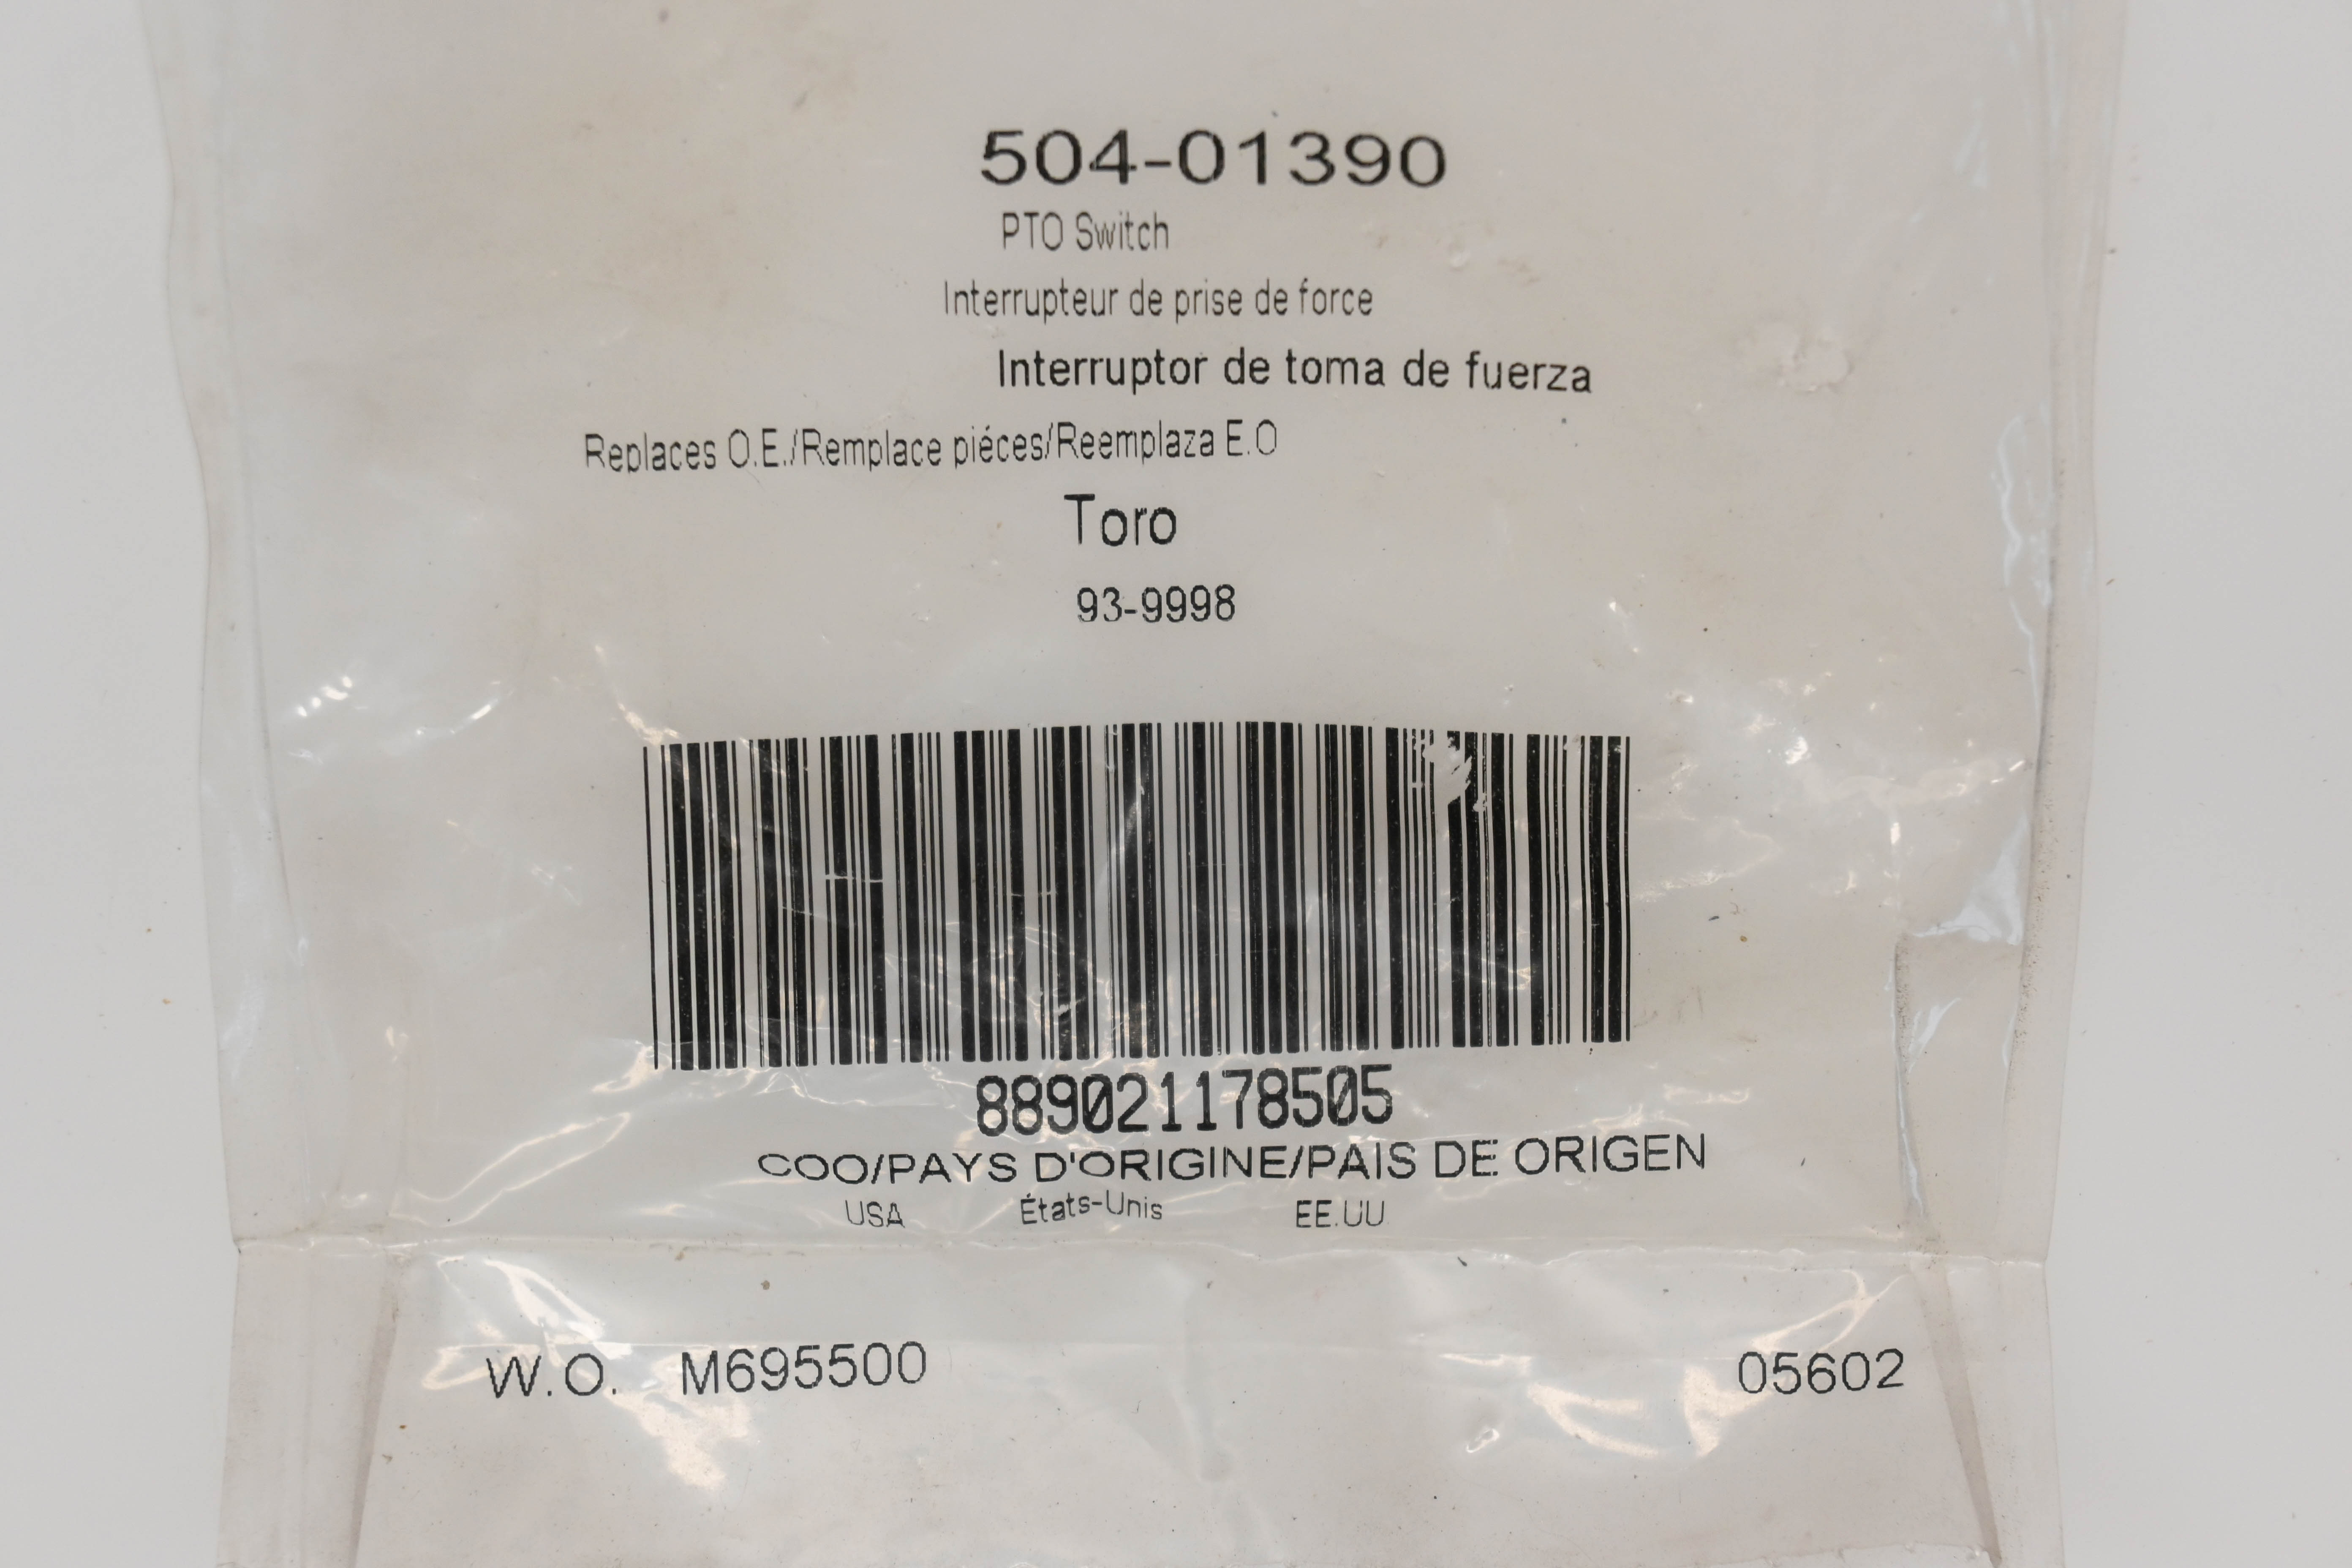 504-01390
PTO Switch
Interrupteur de prise de force
Interruptor de toma de fuerza
Replaces O.E./Remplace piéces/Reemplaza E.O
Toro
93-9998
889021178505
COO/PAYS D'ORIGINE/PAIS DE ORIGEN
USA États-Unis EE.UU
W.O. M695500 05602